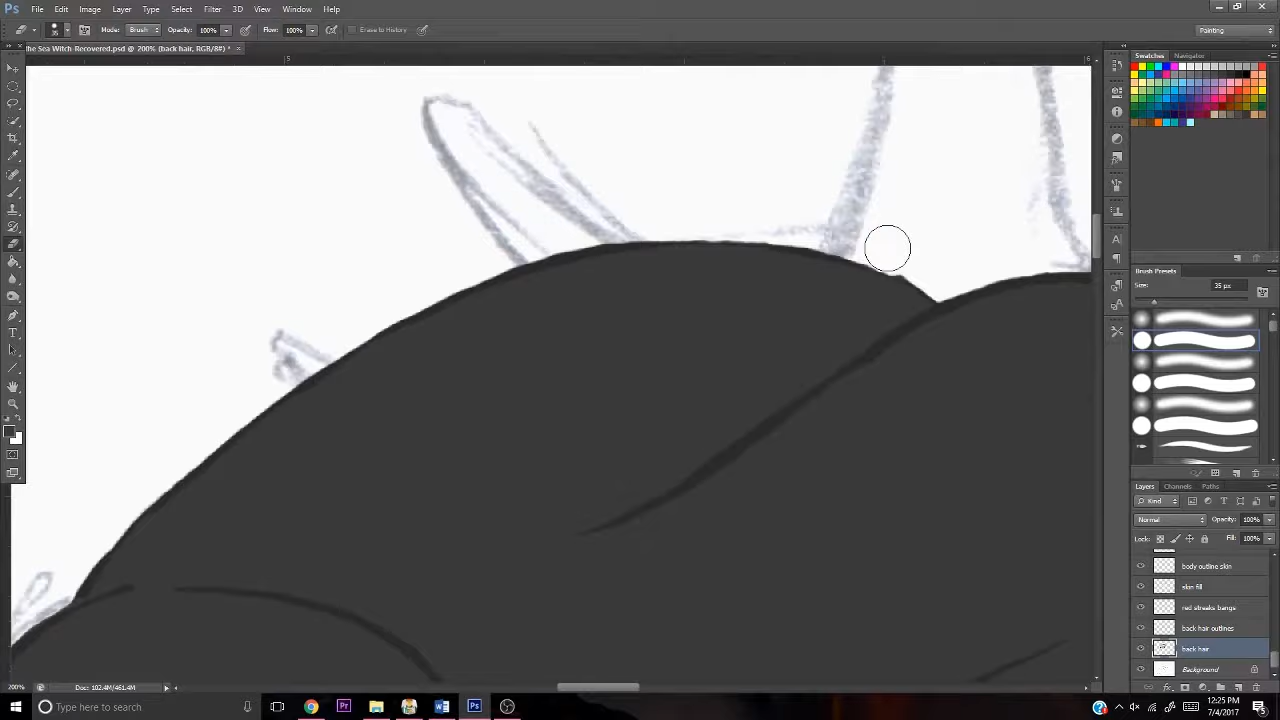 Ps File Edit Image Layer Type Select Filter 3D View Window Help
35 Mode: Brush Opacity: 100% Flow: 100% Erase to History Painting
the Sea Witch-Recovered.psd @ 200% (back hair, RGB/8#) *
5 6
Swatches Navigator
Brush Presets
Size: 35 px
Layers Channels Paths
Kind
Normal Opacity: 100%
Lock: Fill: 100%
body outline skin
skin fill
red streaks bangs
back hair outlines
back hair
Background
200% Doc: 102.4M/461.4M
Type here to search
12:25 PM
7/4/2017